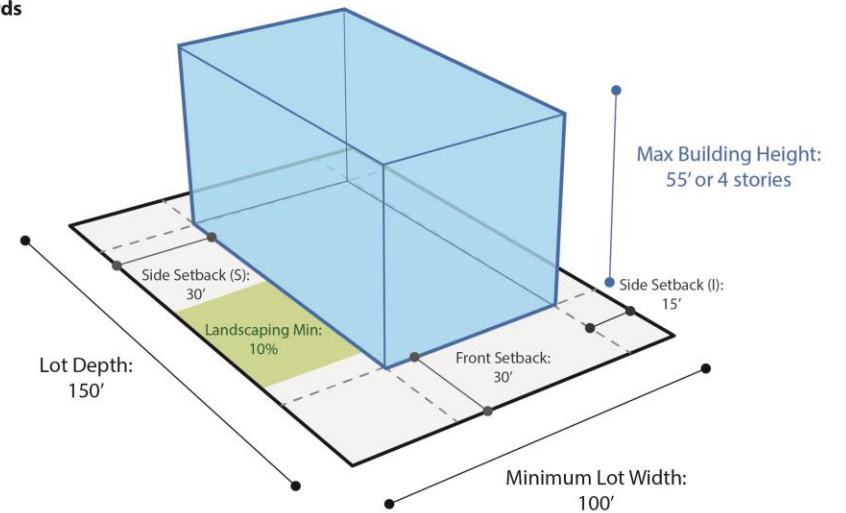 rds
Max Building Height:
55’ or 4 stories
Side Setback (S):
30’
Side Setback (I):
15’
Landscaping Min:
10%
Front Setback:
30’
Lot Depth:
150’
Minimum Lot Width:
100’